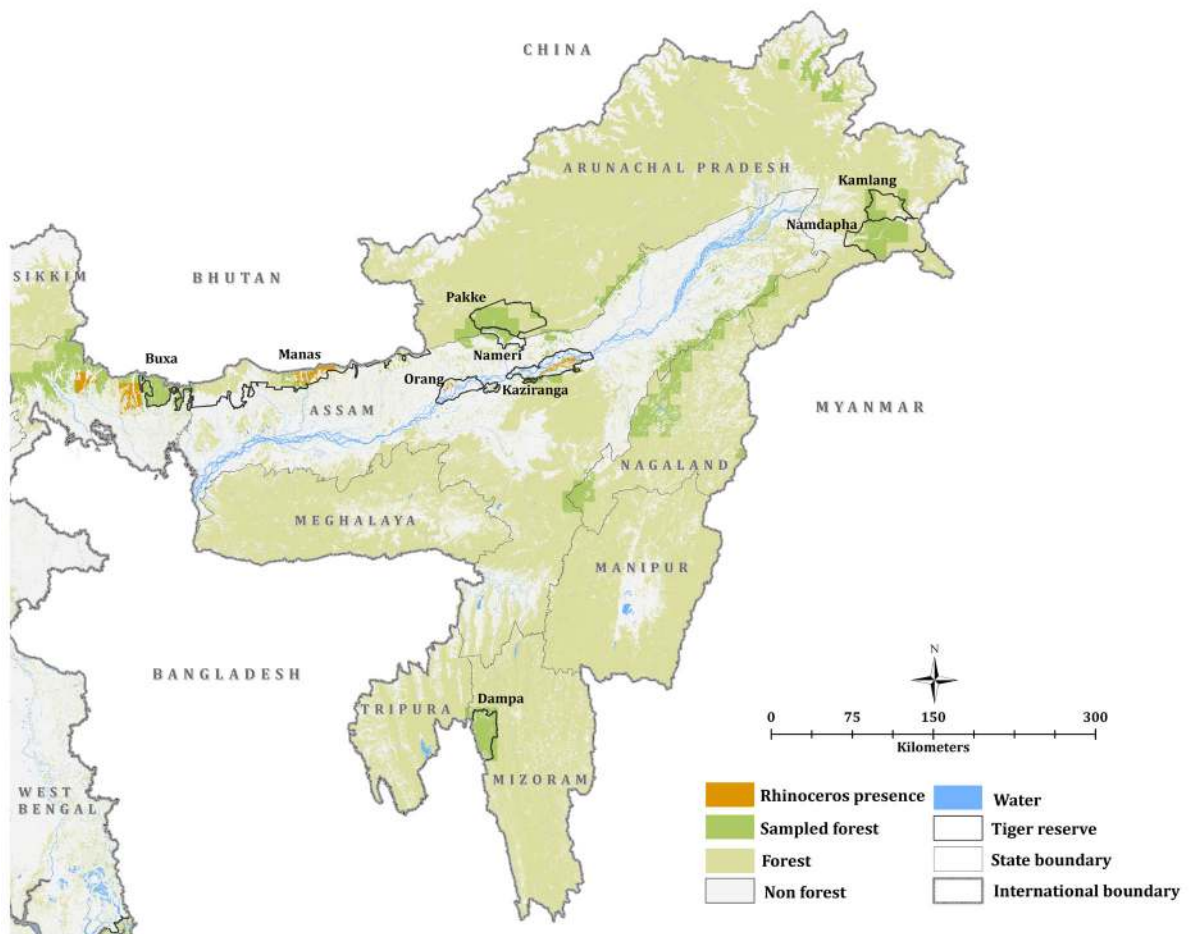 CHINA
ARUNACHAL PRADESH
Kamlang
Namdapha
SIKKIM
BHUTAN
Pakke
Buxa
Manas
Nameri
Orang
Kaziranga
ASSAM
MYANMAR
NAGALAND
MEGHALAYA
MANIPUR
BANGLADESH
N
TRIPURA
Dampa
0 75 150 300
Kilometers
MIZORAM
WEST
BENGAL
Rhinoceros presence
Sampled forest
Forest
Non forest
Water
Tiger reserve
State boundary
International boundary